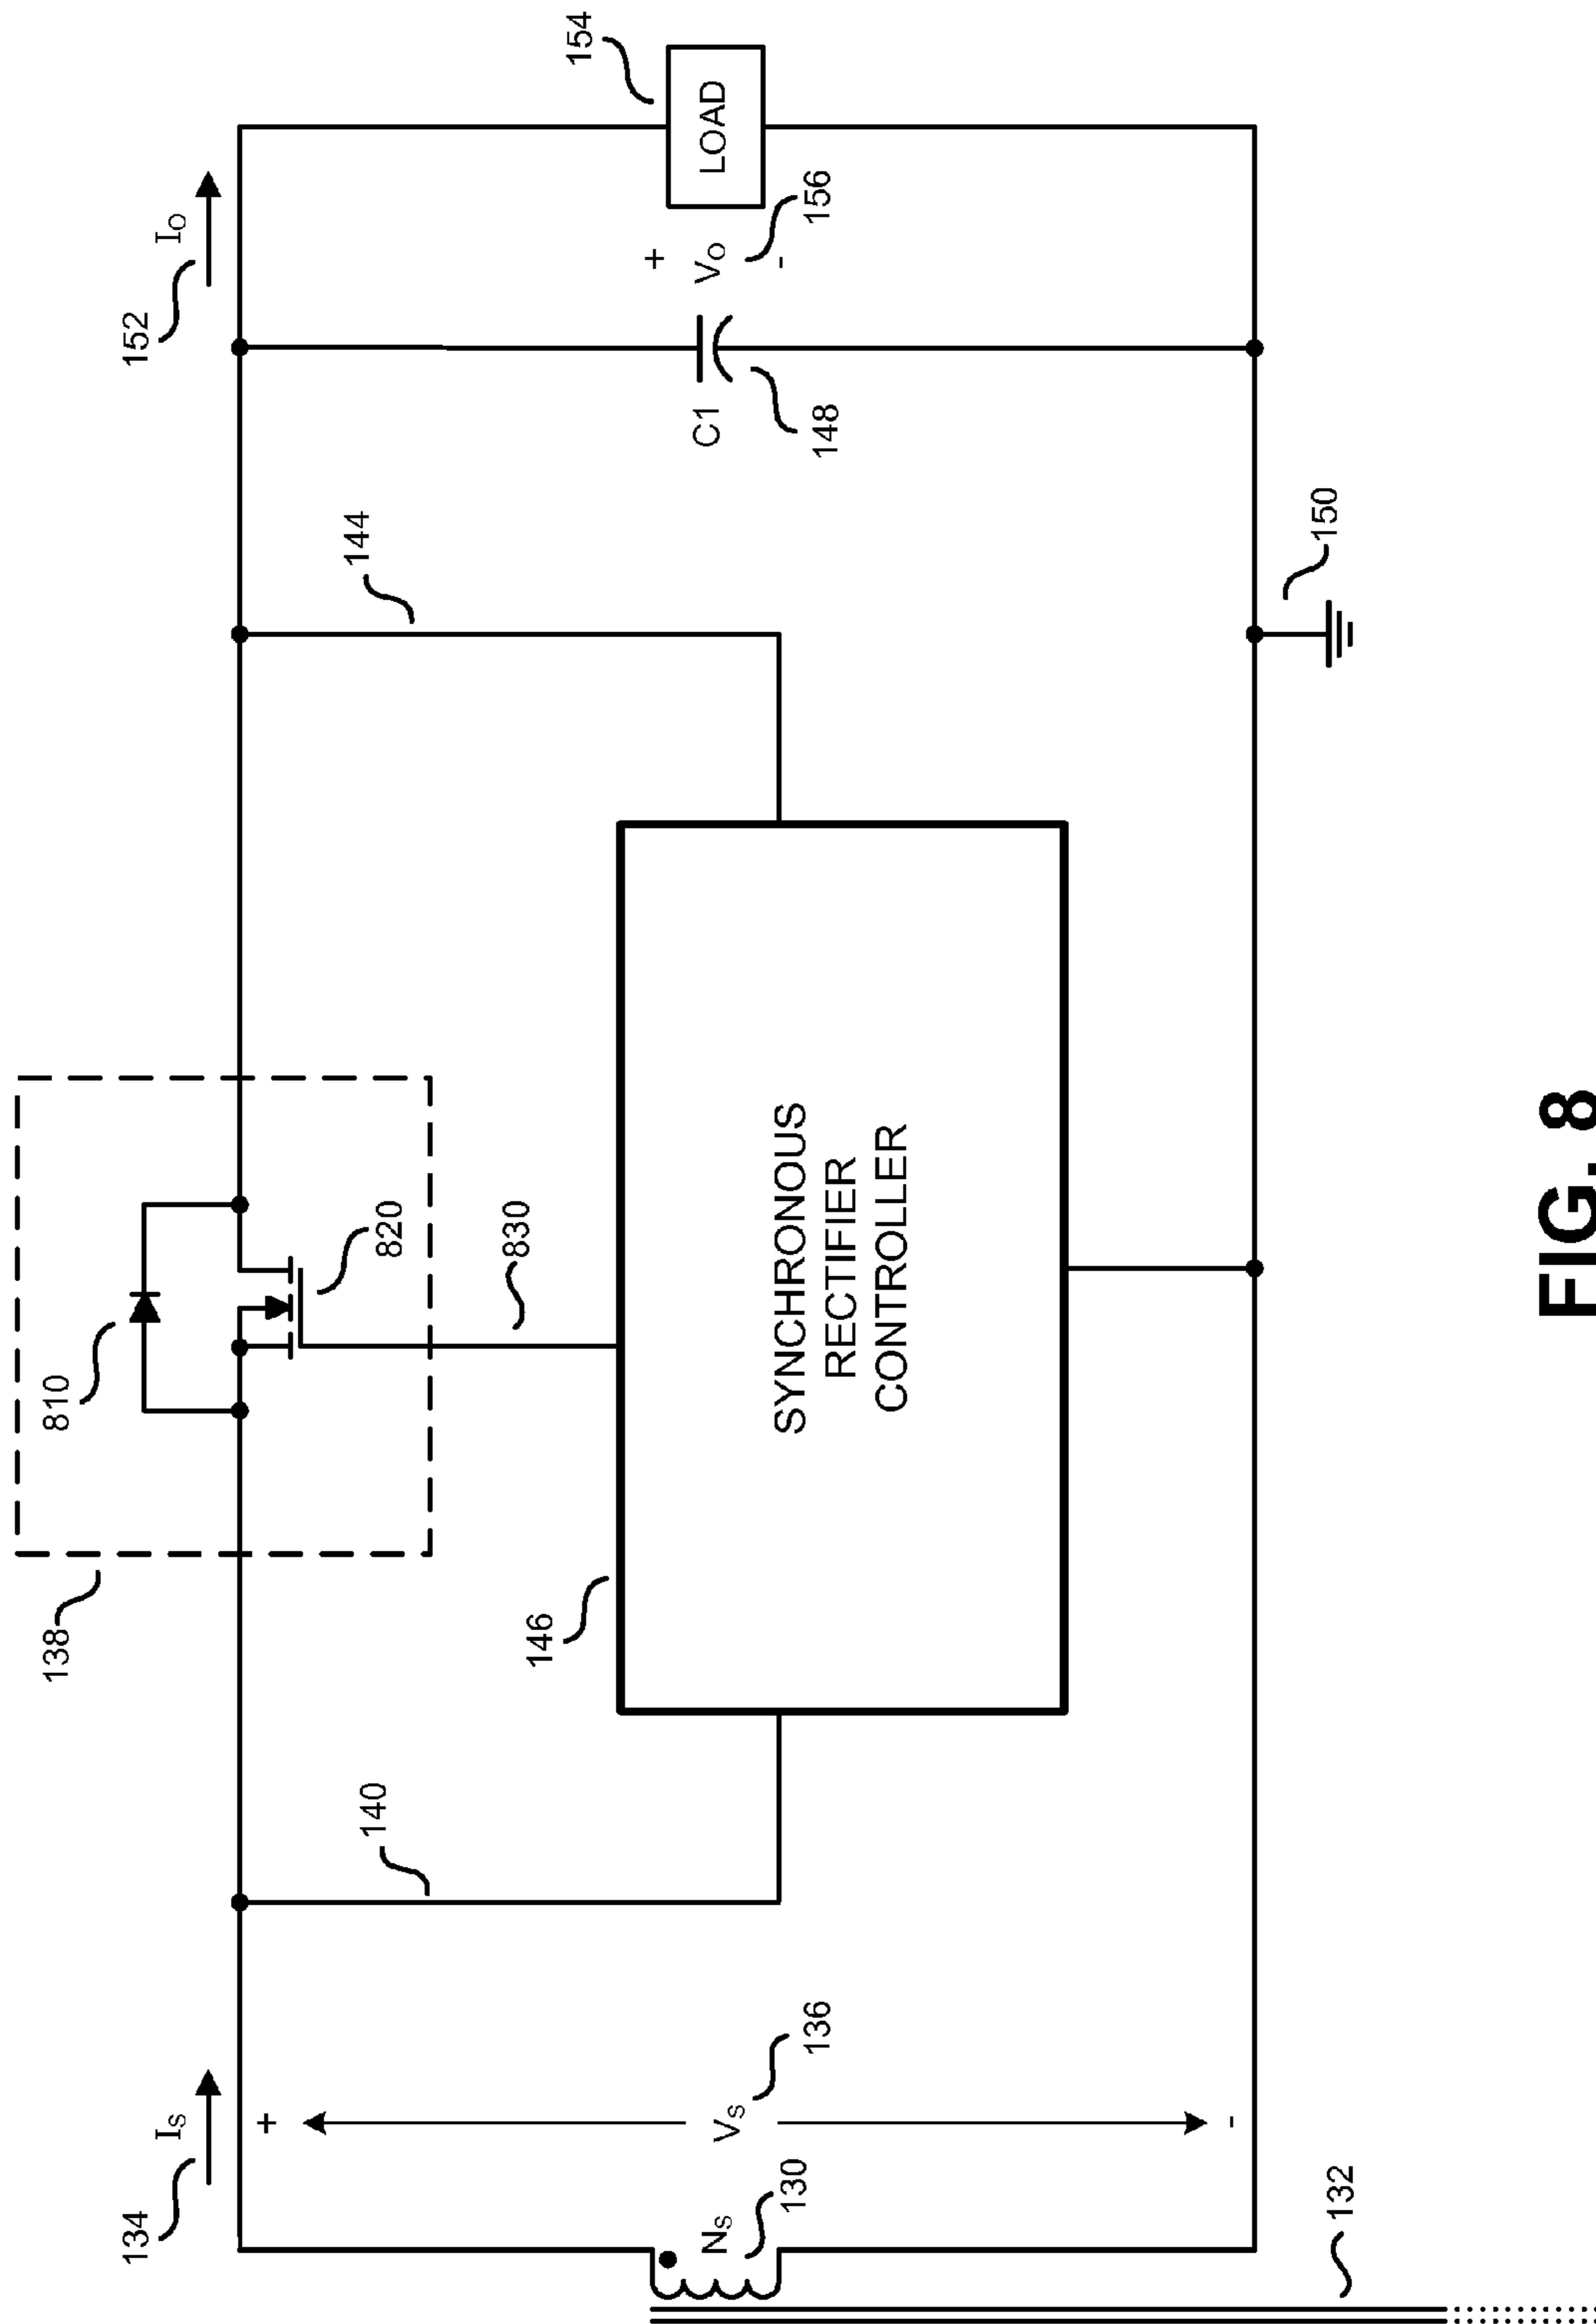 138
810
820
830
134
Is
152
Io
140
144
154
LOAD
146
SYNCHRONOUS
RECTIFIER
CONTROLLER
+
Vs
136
-
Ns
130
C1
148
+
Vo
-
156
132
150
FIG. 8